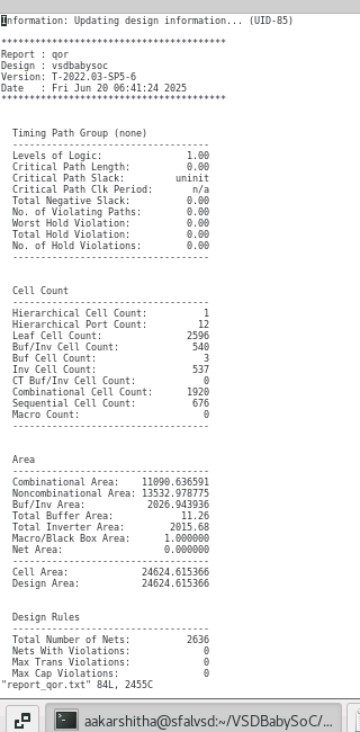 Information: Updating design information... (UID-85)
****************************************
Report : qor
Design : vsdbabysoc
Version: T-2022.03-SP5-6
Date   : Fri Jun 20 06:41:24 2025
****************************************
Timing Path Group (none)
-----------------------------------
Levels of Logic:               1.00
Critical Path Length:          0.00
Critical Path Slack:         uninit
Critical Path Clk Period:       n/a
Total Negative Slack:          0.00
No. of Violating Paths:        0.00
Worst Hold Violation:          0.00
Total Hold Violation:          0.00
No. of Hold Violations:        0.00
-----------------------------------
Cell Count
-----------------------------------
Hierarchical Cell Count:          1
Hierarchical Port Count:         12
Leaf Cell Count:               2596
Buf/Inv Cell Count:             540
Buf Cell Count:                   3
Inv Cell Count:                 537
CT Buf/Inv Cell Count:            0
Combinational Cell Count:      1920
Sequential Cell Count:          676
Macro Count:                      0
-----------------------------------
Area
-----------------------------------
Combinational Area:    11090.636591
Noncombinational Area: 13532.978775
Buf/Inv Area:           2026.943936
Total Buffer Area:            11.26
Total Inverter Area:        2015.68
Macro/Black Box Area:      1.000000
Net Area:                  0.000000
-----------------------------------
Cell Area:             24624.615366
Design Area:           24624.615366
Design Rules
-----------------------------------
Total Number of Nets:          2636
Nets With Violations:             0
Max Trans Violations:             0
Max Cap Violations:               0
"report_qor.txt" 84L, 2455C
aakarshitha@sfalvsd:~/VSDBabySoC/...